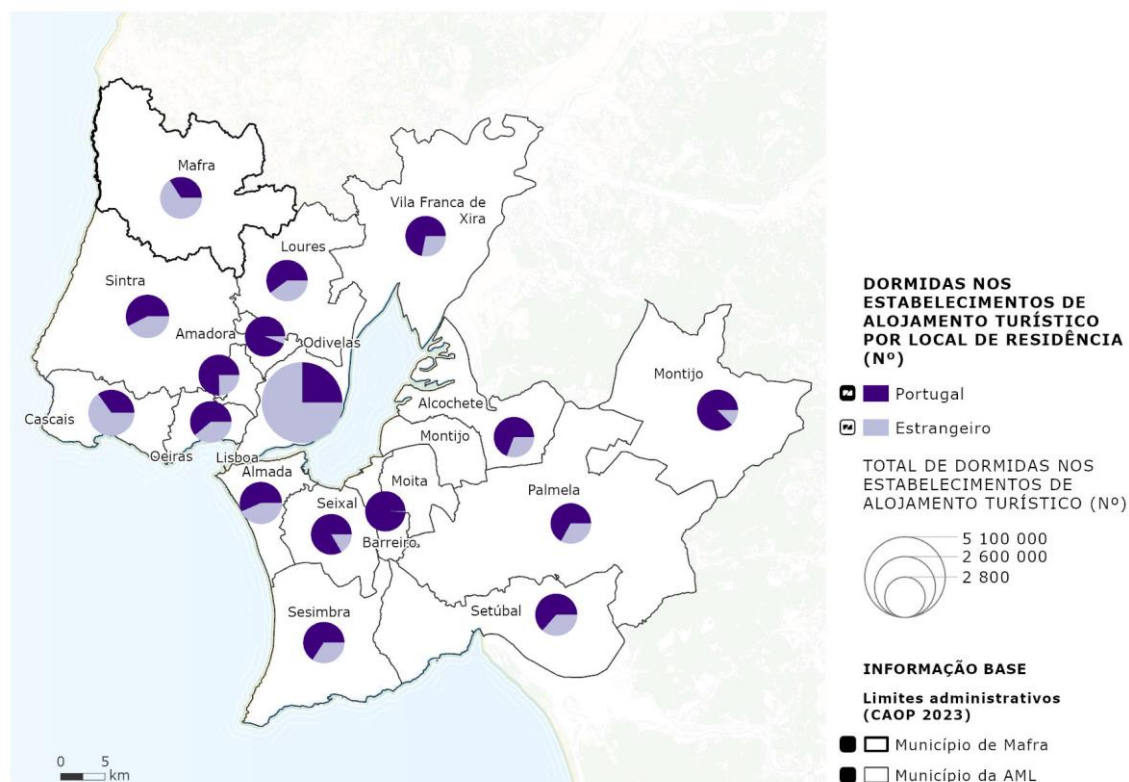 Mafra
Vila Franca de
Xira
Loures
Sintra
Amadora
Odivelas
Montijo
Cascais
Alcochete
Oeiras
Lisboa
Montijo
Almada
Moita
Seixal
Palmela
Barreiro
Sesimbra
Setúbal
0 5
km
DORMIDAS NOS
ESTABELECIMENTOS DE
ALOJAMENTO TURÍSTICO
POR LOCAL DE RESIDÊNCIA
(Nº)
Portugal
Estrangeiro
TOTAL DE DORMIDAS NOS
ESTABELECIMENTOS DE
ALOJAMENTO TURÍSTICO (Nº)
5 100 000
2 600 000
2 800
INFORMAÇÃO BASE
Limites administrativos
(CAOP 2023)
Município de Mafra
Município da AML